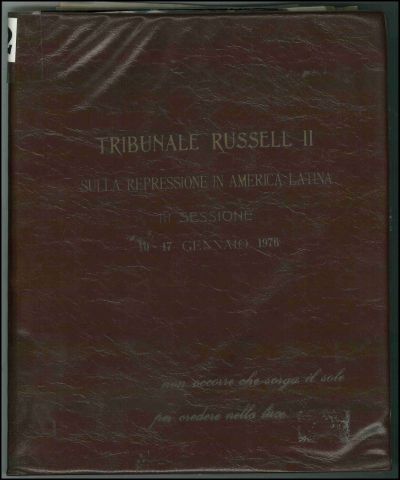 TRIBUNALE RUSSELL II
SULLA REPRESSIONE IN AMERICA LATINA
III SESSIONE
10 - 17 GENNAIO 1976
non occorre che sorga il sole
per credere nella luce